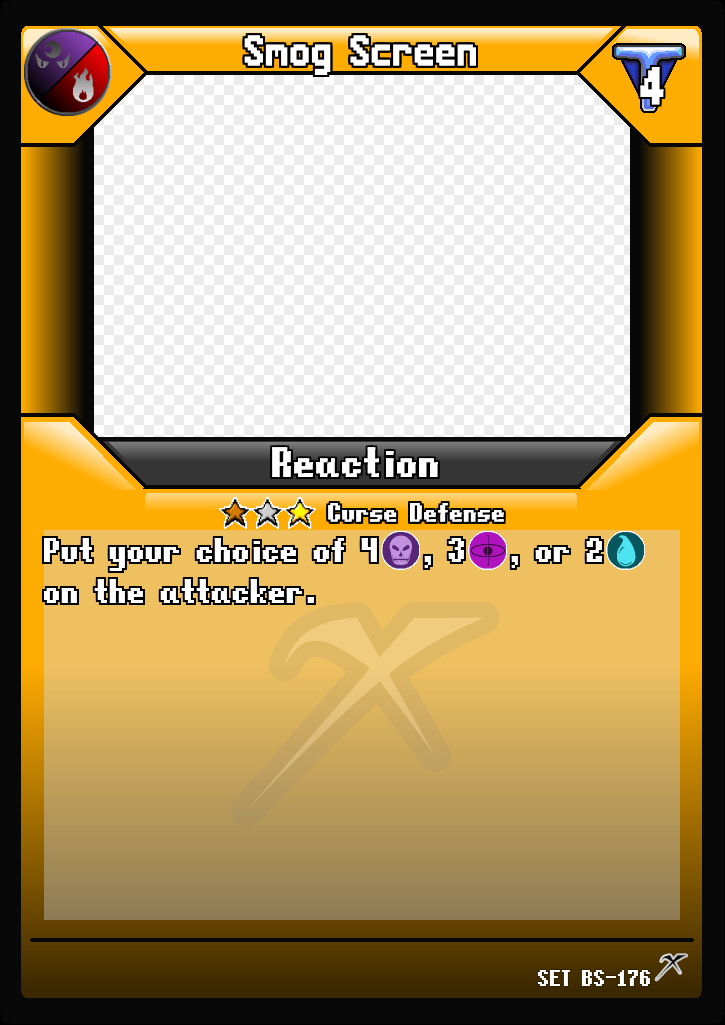 Smog Screen
4
Reaction
Curse Defense
Put your choice of 4, 3, or 2
on the attacker.
SET BS-176